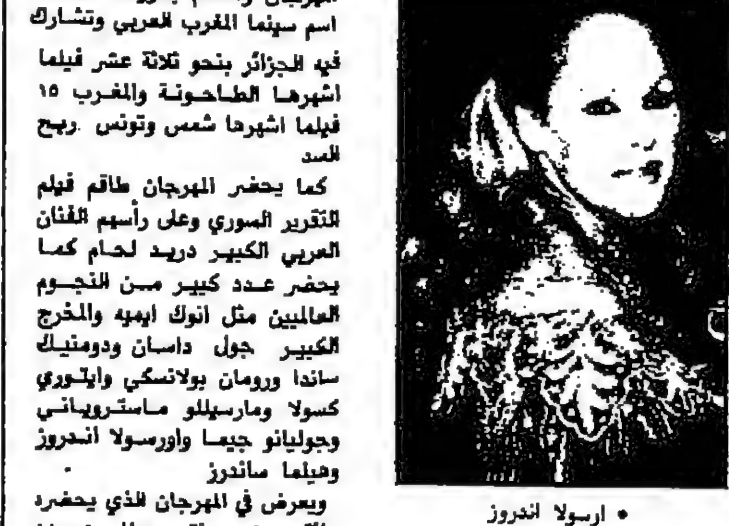 اسم سينما المغرب العربي وتشارك
فيه الجزائر بنحو ثلاثة عشر فيلما
اشهرها الطاحونة والمغرب ١٥
فيلما اشهرها شمس وتونس . ريح
السد
كما يحضر المهرجان طاقم فيلم
التقرير السوري وعلى رأسهم الفنان
العربي الكبير دريد لحام كما
يحضر عدد كبير من النجوم
العالميين مثل انوك ايميه والمخرج
الكبير جول داسان ودومنيك
ساندا ورومان بولانسكي وايتوري
كسولا ومارسيللو ماستروياني
وجوليانو جيما واورسولا اندروز
وهيلما ساندرز
ويعرض في المهرجان الذي يحضرد
• ارسولا اندروز